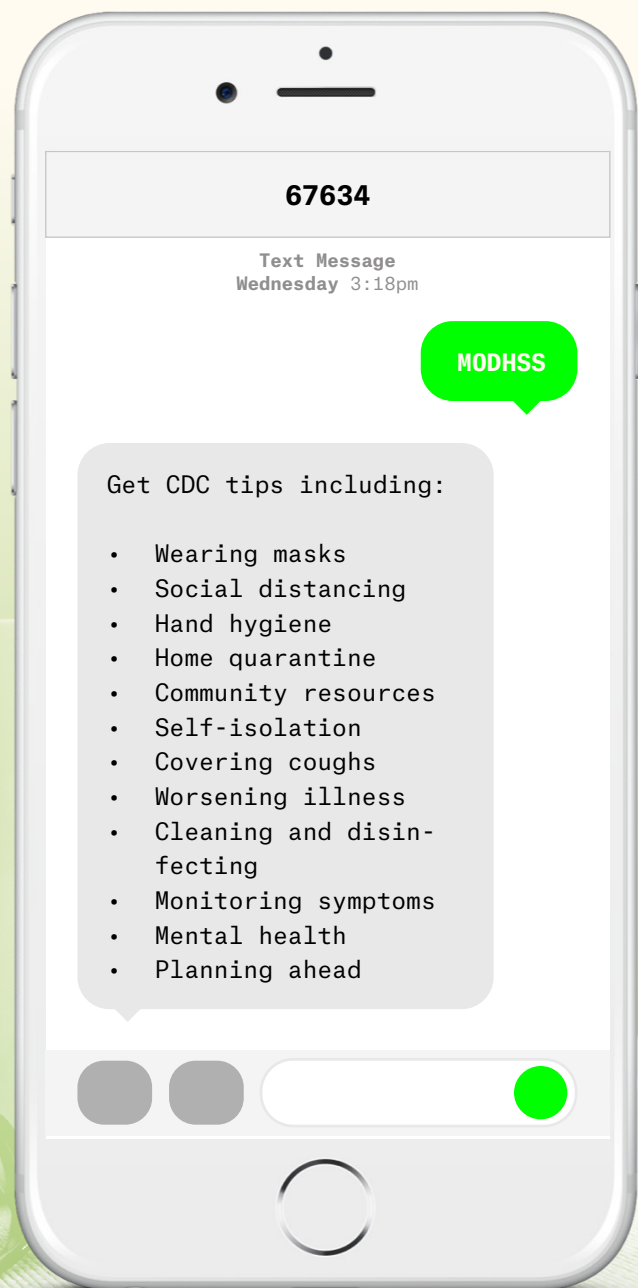 67634
Text Message
Wednesday 3:18pm
MODHSS
Get CDC tips including:
• Wearing masks
• Social distancing
• Hand hygiene
• Home quarantine
• Community resources
• Self-isolation
• Covering coughs
• Worsening illness
• Cleaning and disin-
fecting
• Monitoring symptoms
• Mental health
• Planning ahead